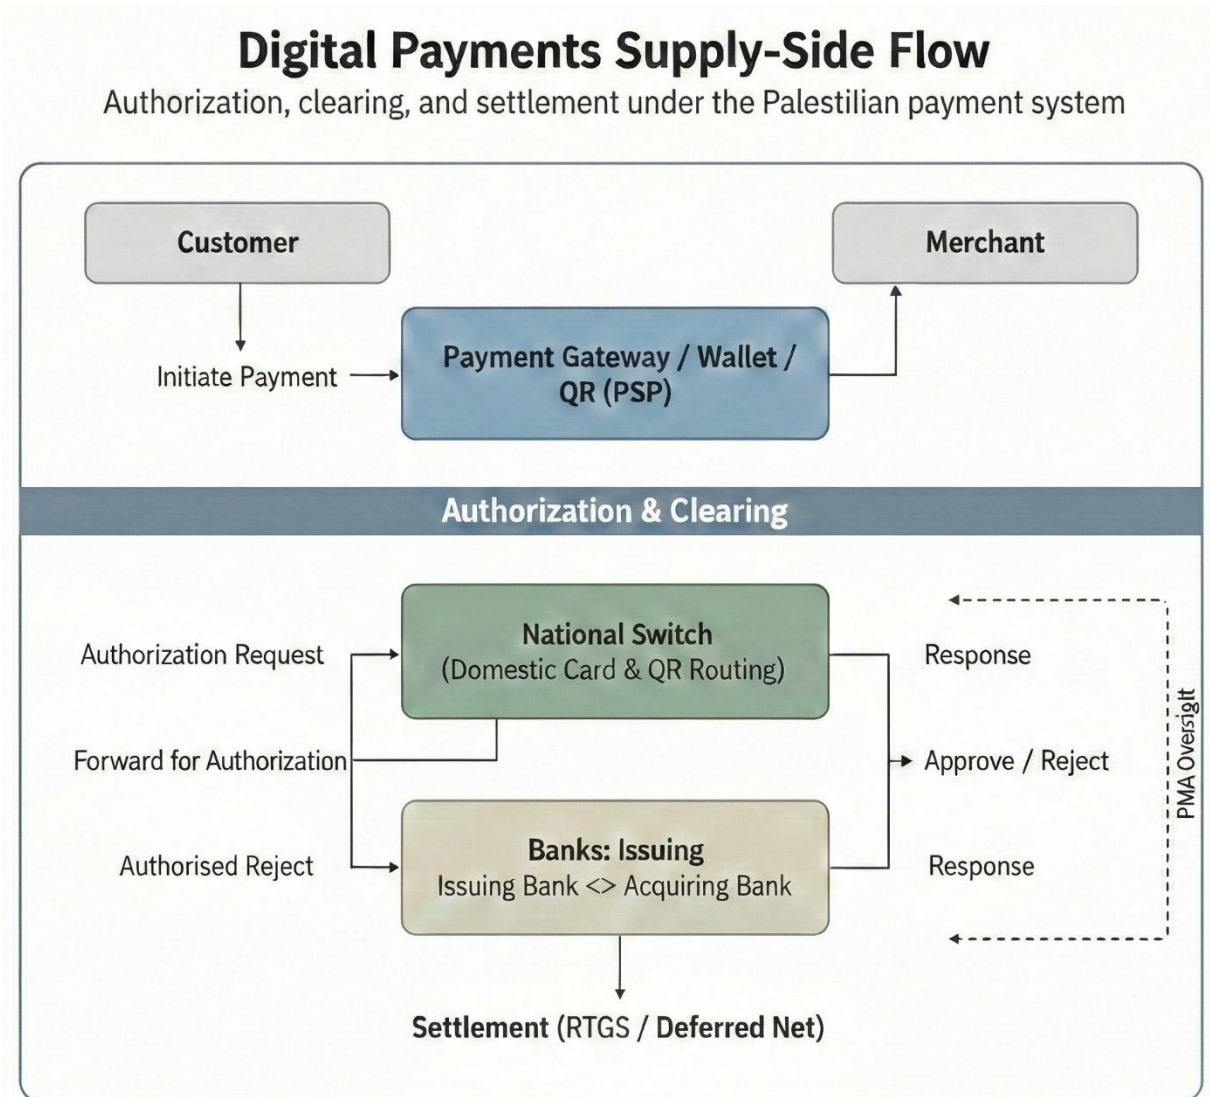 Digital Payments Supply-Side Flow
Authorization, clearing, and settlement under the Palestilian payment system
Customer
Merchant
Payment Gateway / Wallet /
QR (PSP)
Initiate Payment
Authorization & Clearing
National Switch
(Domestic Card & QR Routing)
Authorization Request
Response
Forward for Authorization
Approve / Reject
PMA Oversight
Banks: Issuing
Issuing Bank <> Acquiring Bank
Authorised Reject
Response
Settlement (RTGS / Deferred Net)